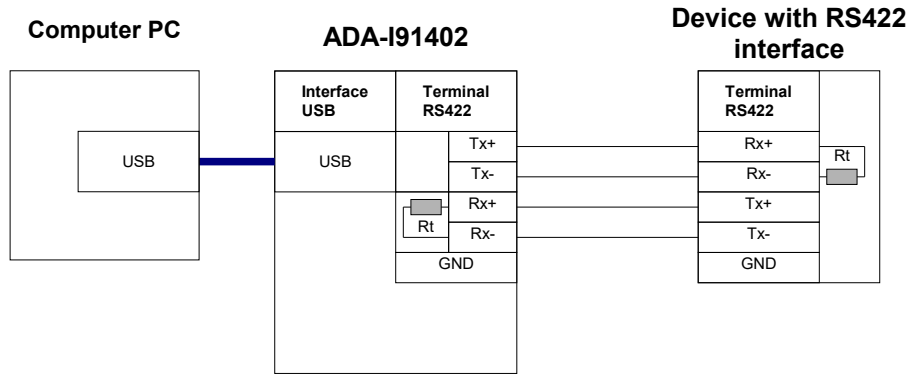 Computer PC
ADA-I91402
Device with RS422
interface
Interface
USB
Terminal
RS422
Terminal
RS422
USB
USB
Tx+
Tx-
Rx+
Rx-
GND
Rt
Rx+
Rx-
Tx+
Tx-
GND
Rt